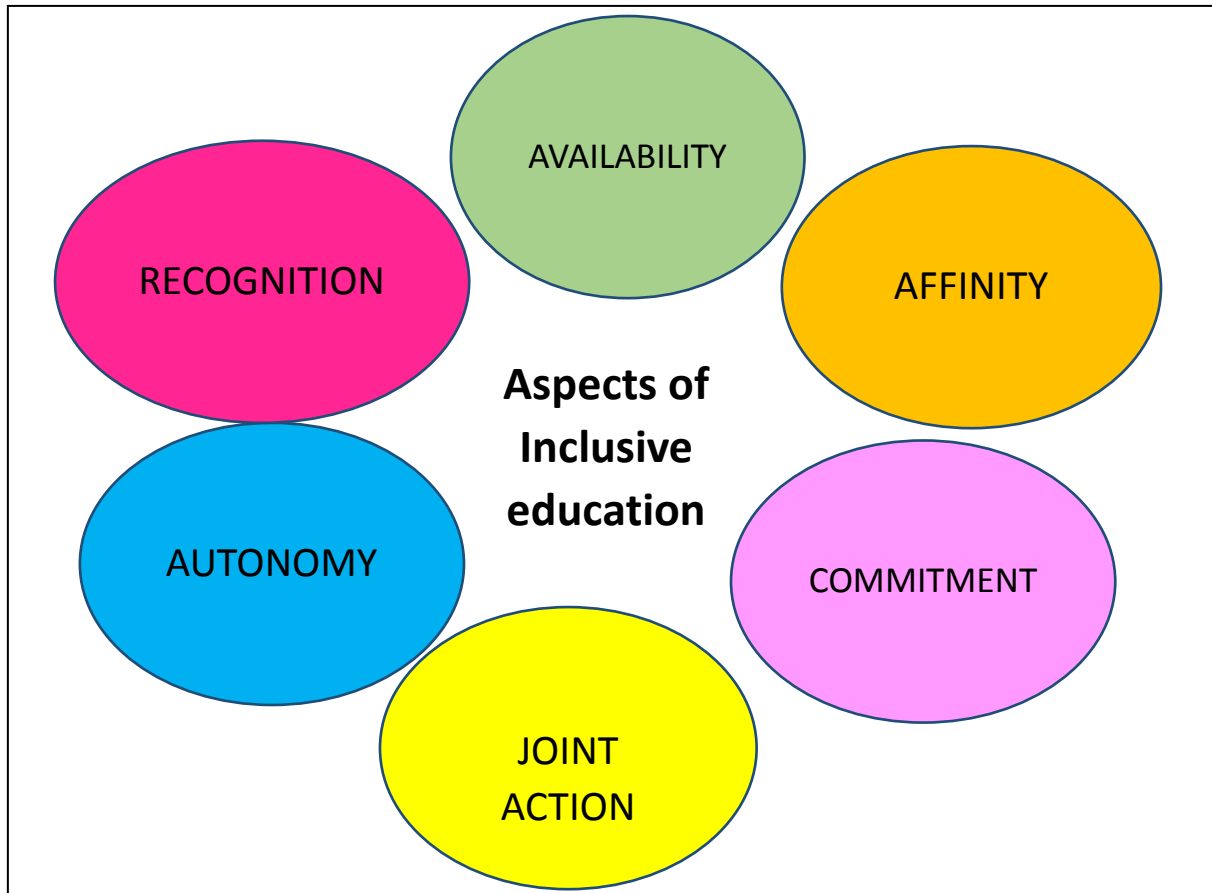 AVAILABILITY
RECOGNITION
AFFINITY
Aspects of
Inclusive
education
AUTONOMY
COMMITMENT
JOINT
ACTION